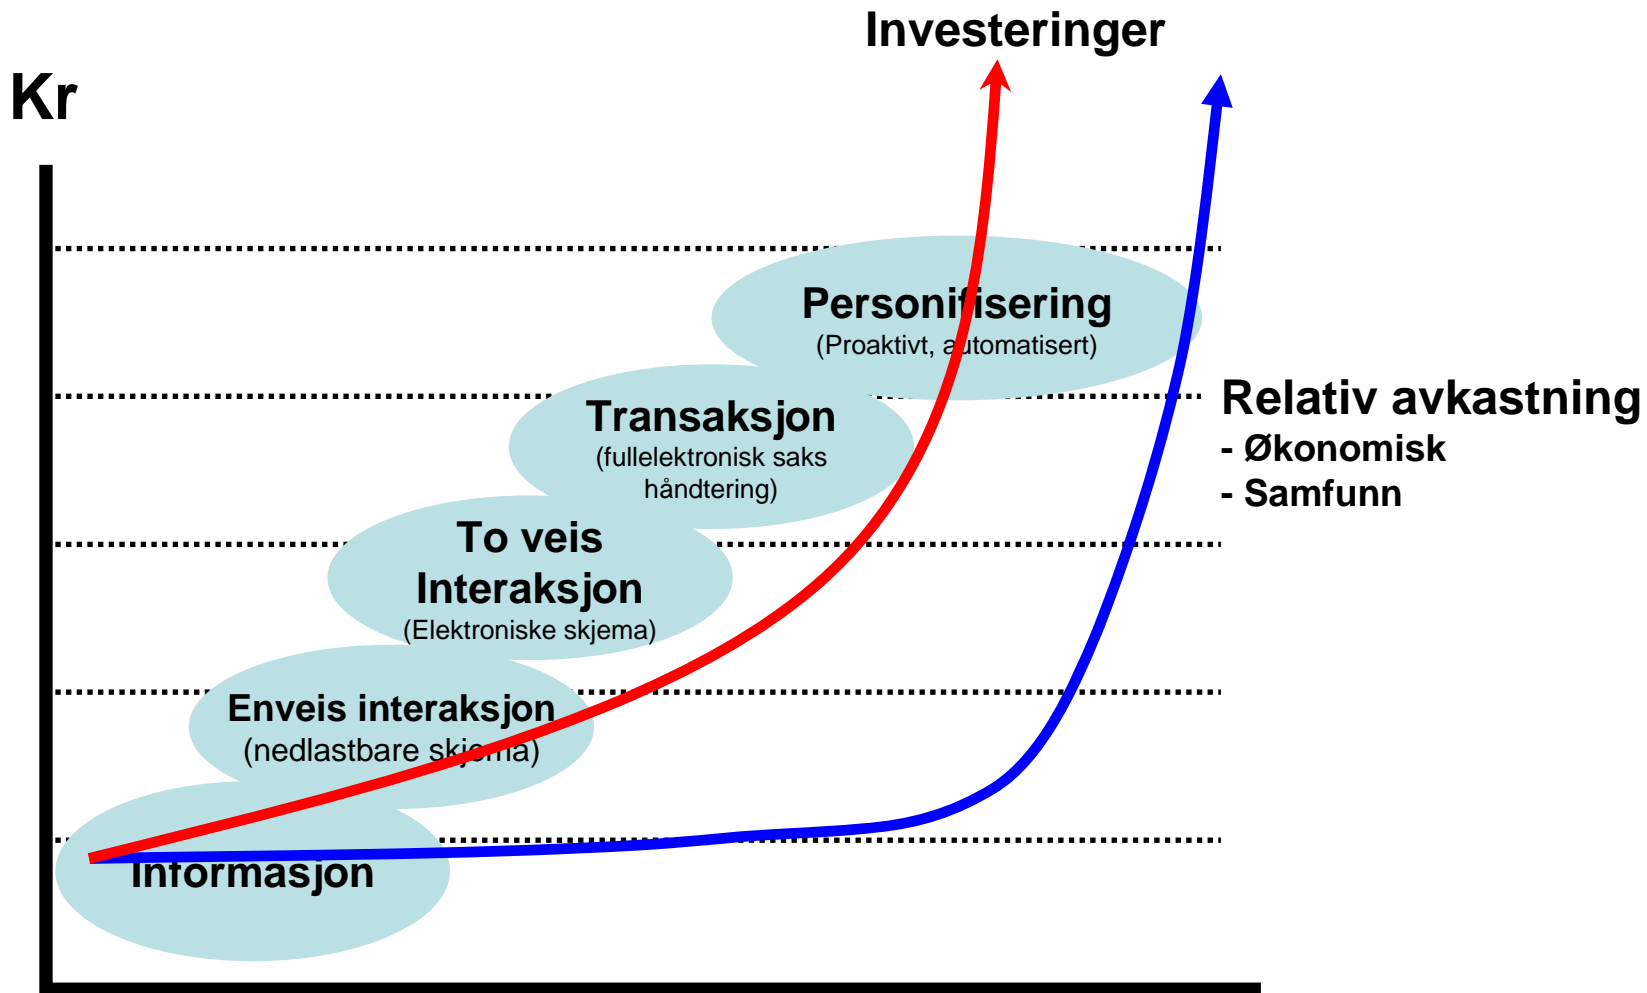 Investeringer
Kr
Personifisering
(Proaktivt, automatisert)
Relativ avkastning
- Økonomisk
- Samfunn
Transaksjon
(fullelektronisk saks
håndtering)
To veis
Interaksjon
(Elektroniske skjema)
Enveis interaksjon
(nedlastbare skjema)
Informasjon